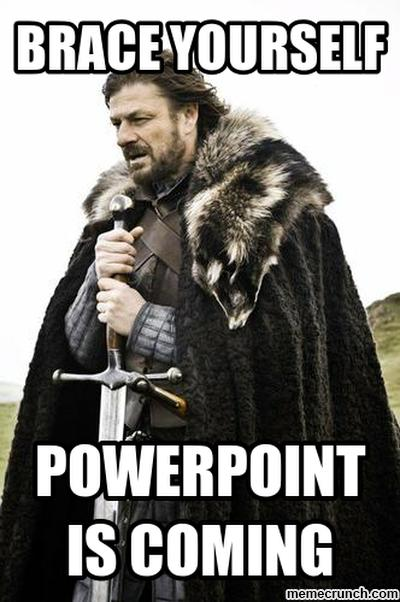 BRACE YOURSELF
POWERPOINT
IS COMING
memecrunch.com